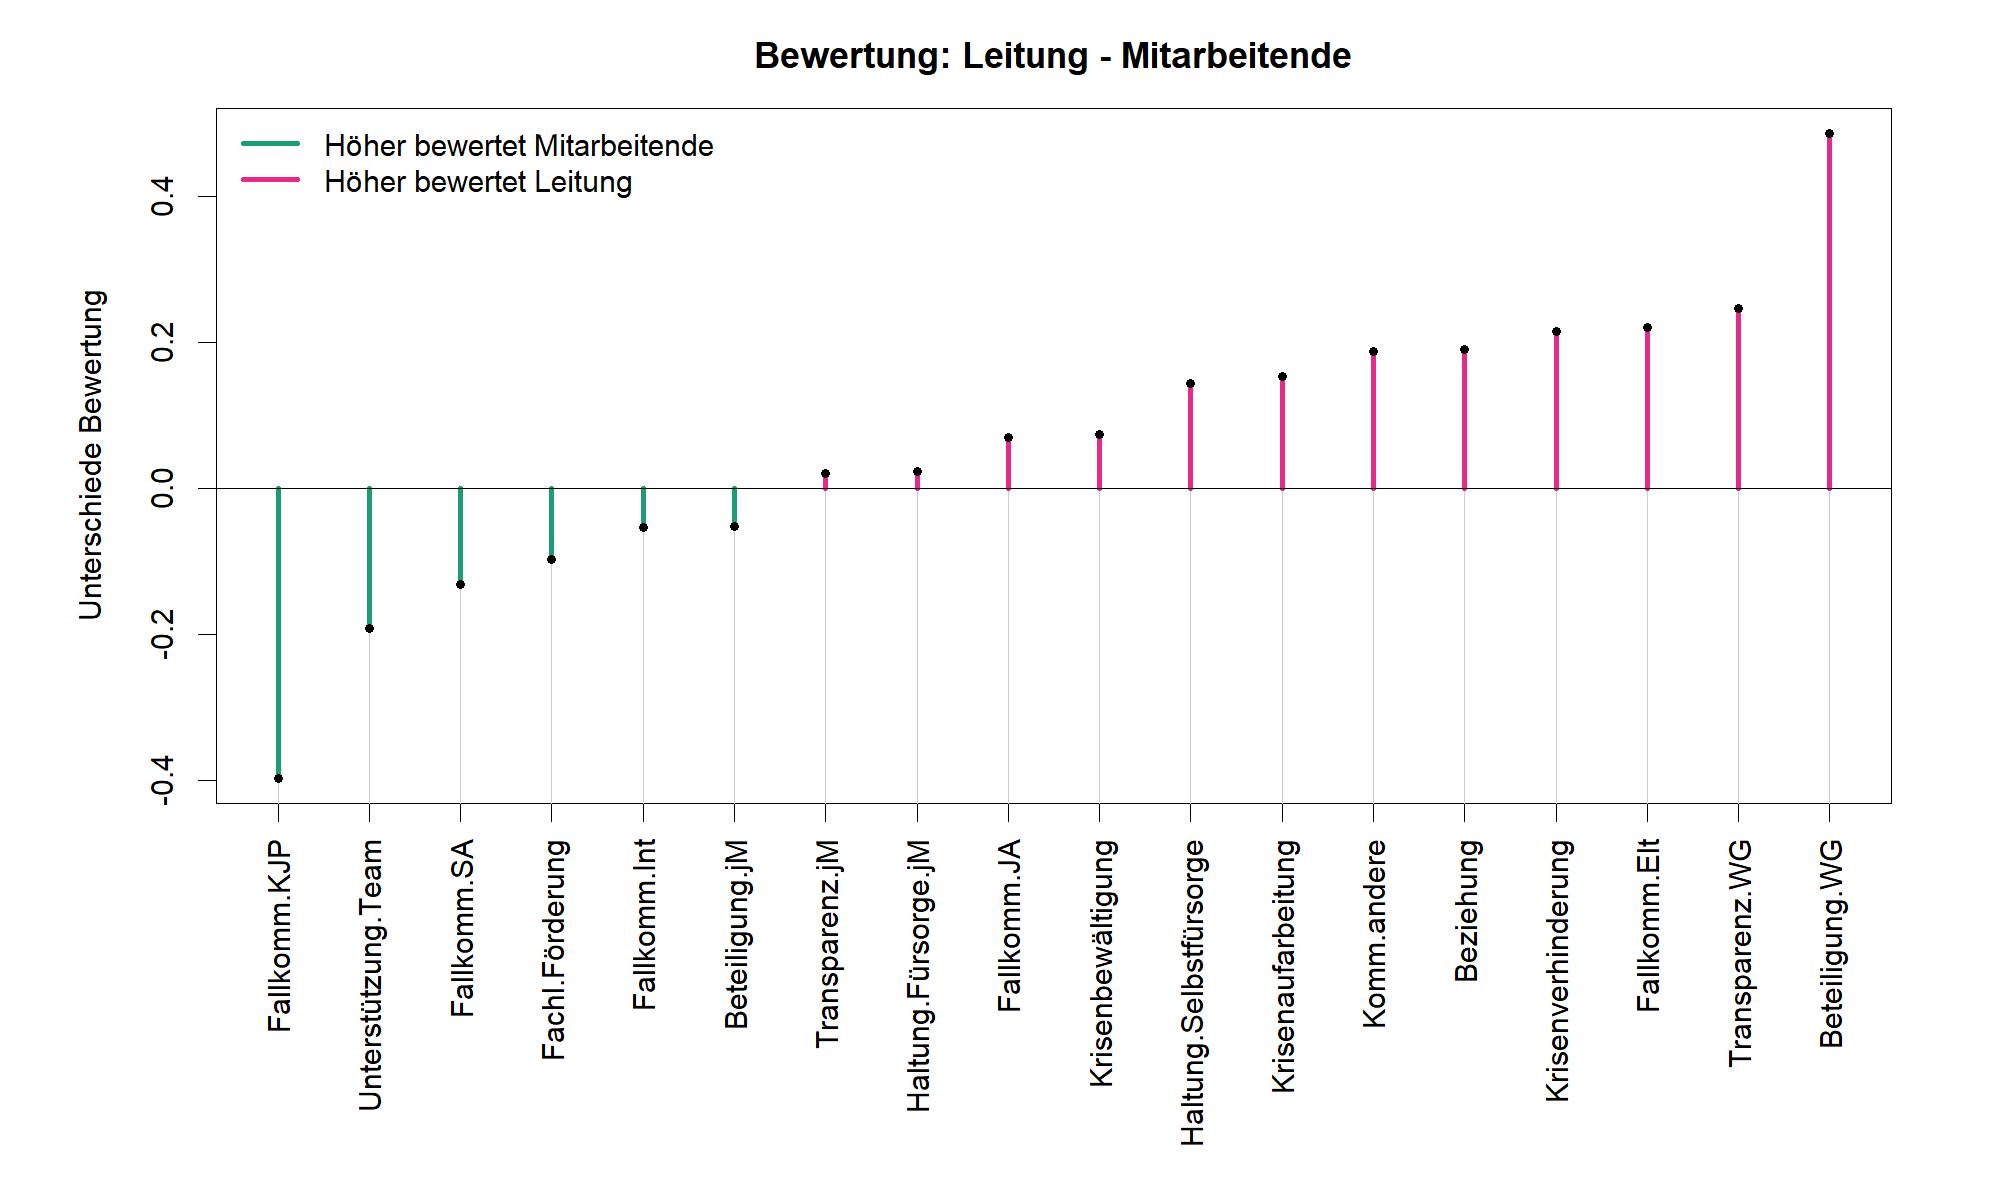 Bewertung: Leitung - Mitarbeitende
Höher bewertet Mitarbeitende
Höher bewertet Leitung
Unterschiede Bewertung
0.4
0.2
0.0
-0.2
-0.4
Fallkomm.KJP
Unterstützung.Team
Fallkomm.SA
Fachl.Förderung
Fallkomm.Int
Beteiligung.jM
Transparenz.jM
Haltung.Fürsorge.jM
Fallkomm.JA
Krisenbewältigung
Haltung.Selbstfürsorge
Krisenaufarbeitung
Komm.andere
Beziehung
Krisenverhinderung
Fallkomm.Elt
Transparenz.WG
Beteiligung.WG